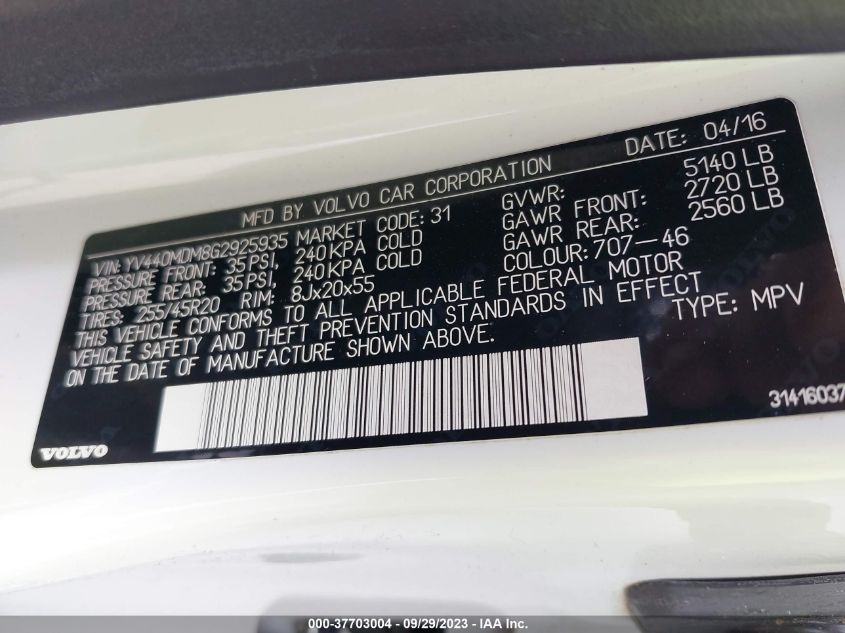 DATE: 04/16
MFD BY VOLVO CAR CORPORATION
VIN: YV440MDM8G2925935 MARKET CODE: 31
PRESSURE FRONT: 35 PSI, 240 KPA COLD
PRESSURE REAR: 35 PSI, 240 KPA COLD
TIRES: 255/45R20 RIM: 8Jx20x55
GVWR: 5140 LB
GAWR FRONT: 2720 LB
GAWR REAR: 2560 LB
COLOUR: 707-46
THIS VEHICLE CONFORMS TO ALL APPLICABLE FEDERAL MOTOR
VEHICLE SAFETY AND THEFT PREVENTION STANDARDS IN EFFECT
ON THE DATE OF MANUFACTURE SHOWN ABOVE.
TYPE: MPV
31416037
VOLVO
000-37703004 - 09/29/2023 - IAA Inc.